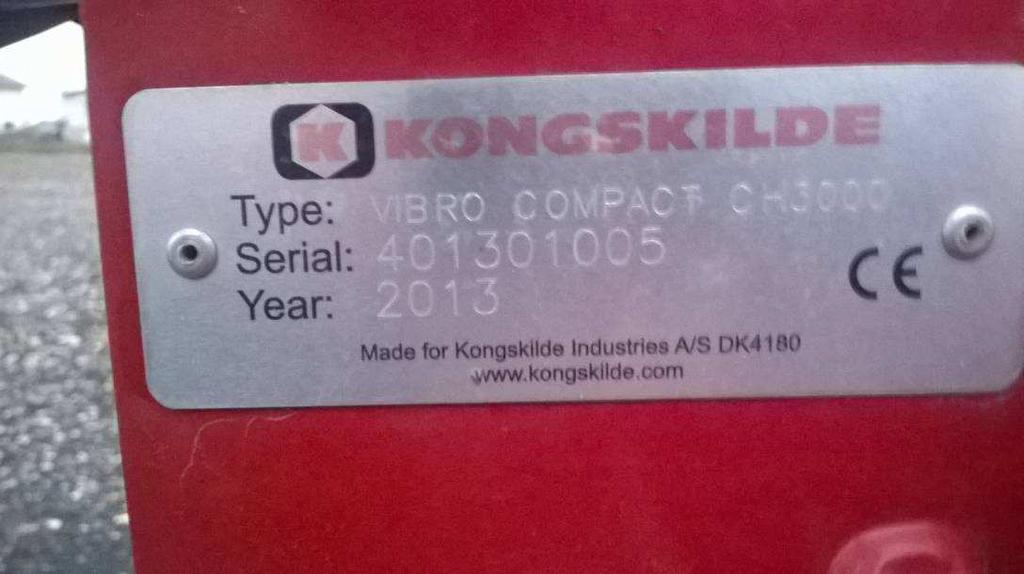 K KONGSKILDE
Type: VIBRO COMPACT CH3000
Serial: 401301005
Year: 2013
CE
Made for Kongskilde Industries A/S DK4180
www.kongskilde.com